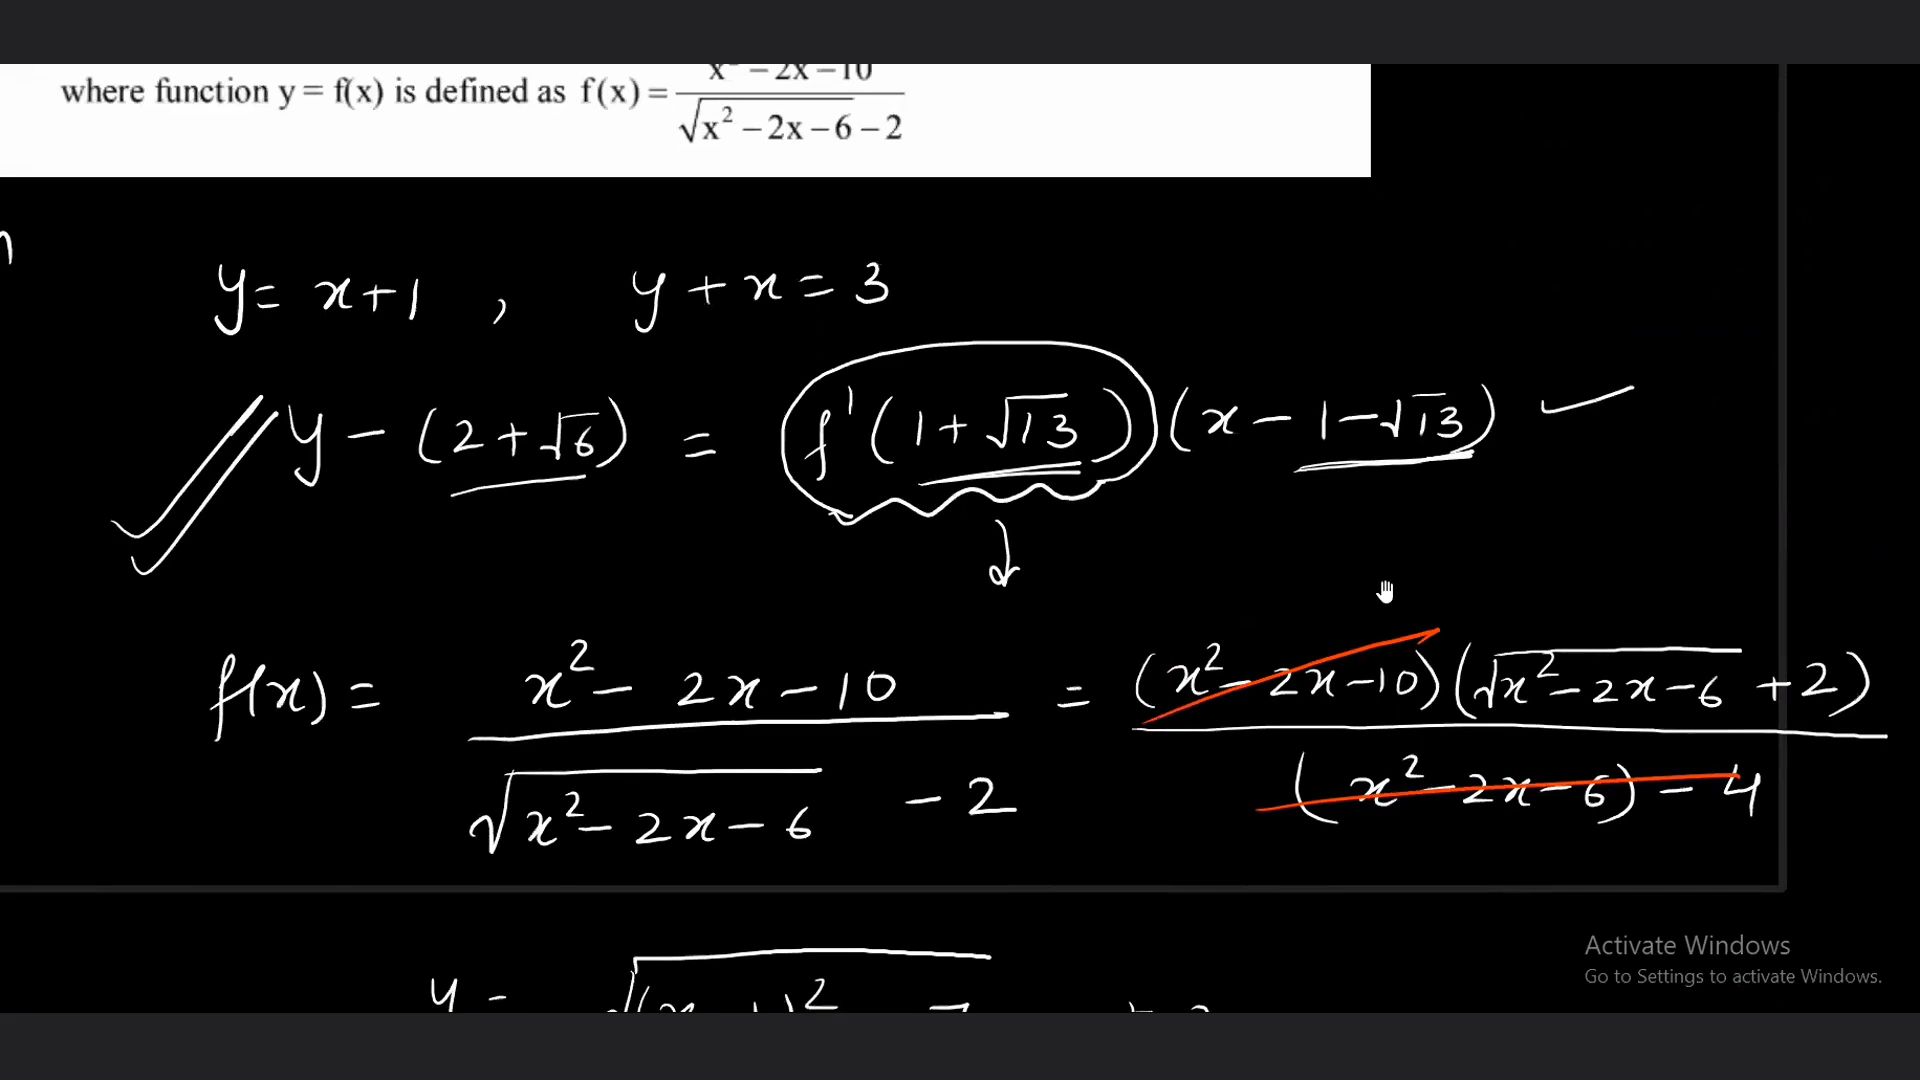 where function y = f(x) is defined as f(x) = (x² − 2x − 10) / (√(x² − 2x − 6) − 2)
y = x+1 , y + x = 3
y − (2 + √6) = f'(1 + √13) (x − 1 − √13)
f(x) = (x² − 2x − 10) / (√(x² − 2x − 6) − 2) = (x² − 2x − 10)(√(x² − 2x − 6) + 2) / ((x² − 2x − 6) − 4)
Activate Windows
Go to Settings to activate Windows.